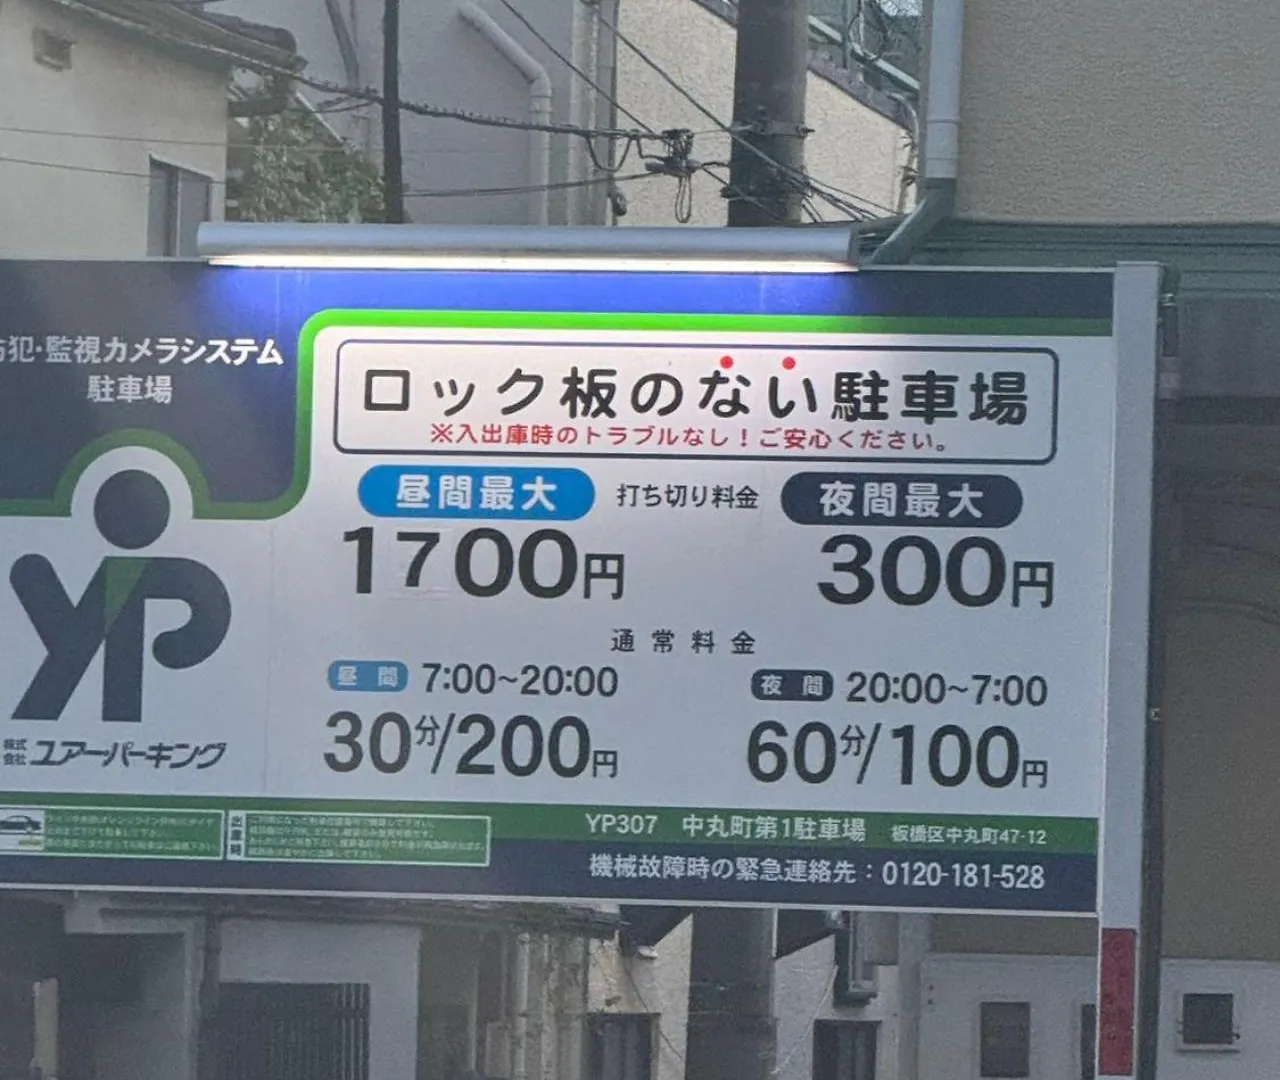 犯・監視カメラシステム
駐車場
ロック板のない駐車場
※入出庫時のトラブルなし！ご安心ください。
昼間最大 打ち切り料金 夜間最大
1700円 300円
通常料金
昼間 7:00~20:00 夜間 20:00~7:00
30分/200円 60分/100円
YP
株式会社 ユアー・パーキング
出庫時
YP307 中丸町第1駐車場 板橋区中丸町47-12
機械故障時の緊急連絡先：0120-181-528